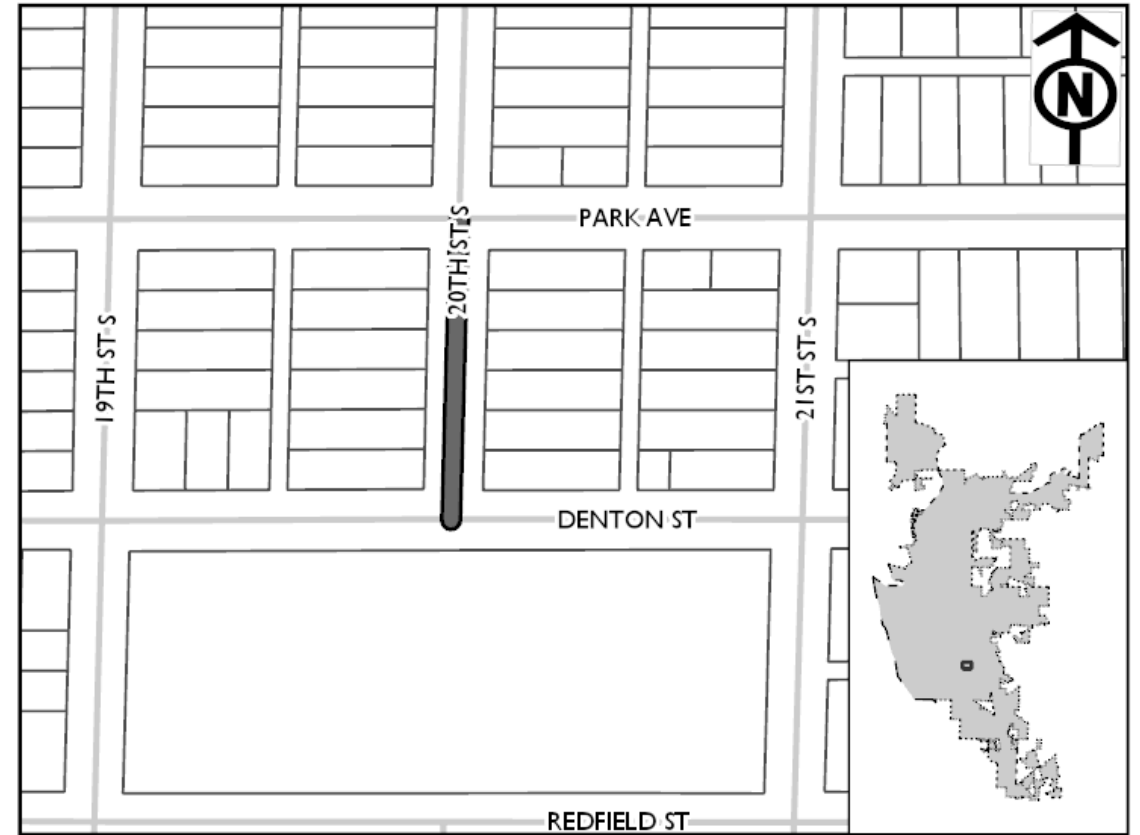 N
PARK AVE
20TH ST S
19TH ST S
21ST ST S
DENTON ST
REDFIELD ST